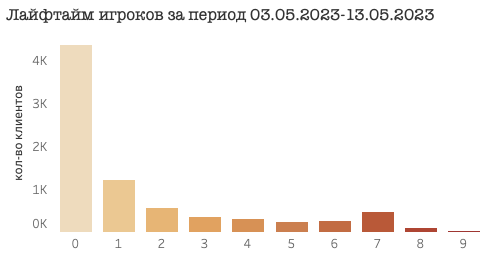 Лайфтайм игроков за период 03.05.2023-13.05.2023
кол-во клиентов
4K
3K
2K
1K
0K
0 1 2 3 4 5 6 7 8 9